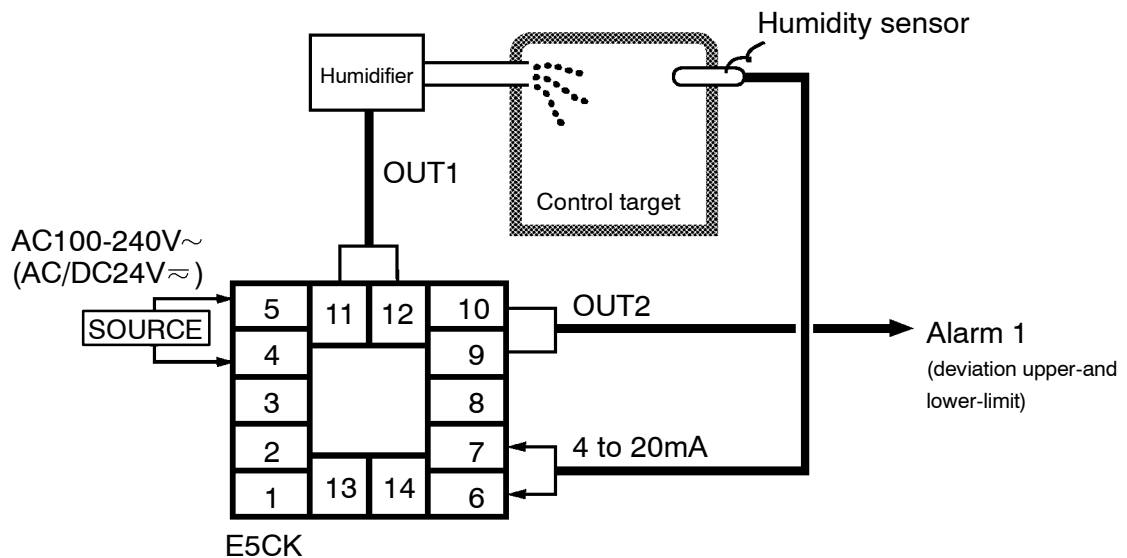 Humidity sensor
Humidifier
OUT1
Control target
AC100-240V~
(AC/DC24V≂)
SOURCE
5
11
12
10
OUT2
Alarm 1
(deviation upper-and
lower-limit)
4
9
3
8
2
7
4 to 20mA
1
13
14
6
E5CK